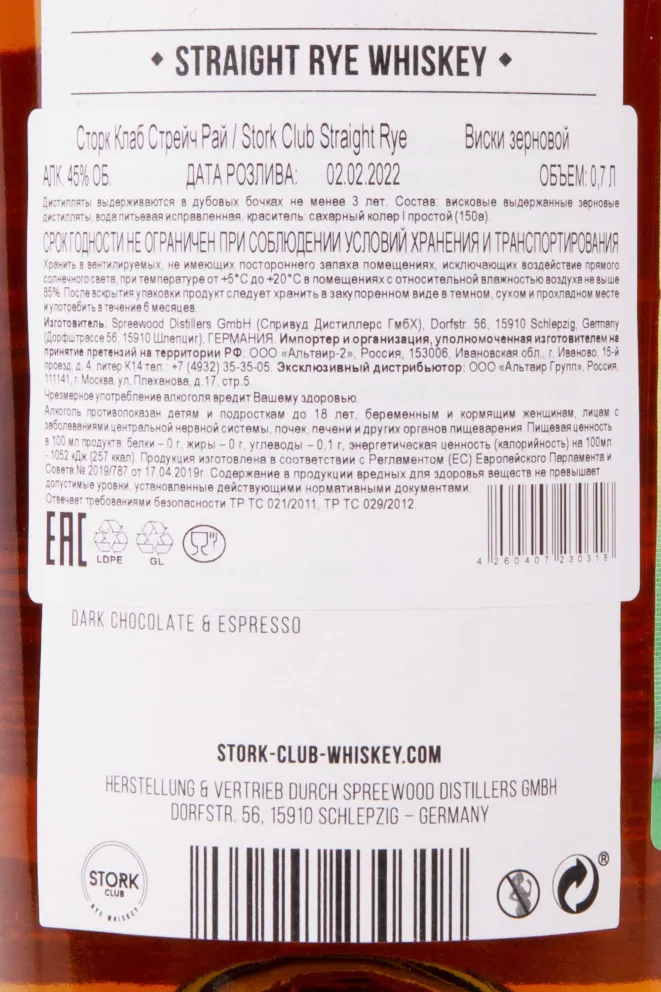 STRAIGHT RYE WHISKEY
Сторк Клаб Стрейч Рай / Stork Club Straight Rye Виски зерновой
АЛК. 45% ОБ. ДАТА РОЗЛИВА: 02.02.2022 ОБЪЕМ: 0,7 Л
Дистилляты выдерживаются в дубовых бочках не менее 3 лет. Состав: висковые выдержанные зерновые
дистилляты, вода питьевая исправленная, краситель: сахарный колер I простой (150a).
СРОК ГОДНОСТИ НЕ ОГРАНИЧЕН ПРИ СОБЛЮДЕНИИ УСЛОВИЙ ХРАНЕНИЯ И ТРАНСПОРТИРОВАНИЯ
Хранить в вентилируемых, не имеющих постороннего запаха помещениях, исключающих воздействие прямого
солнечного света, при температуре от +5°С до +20°С в помещениях с относительной влажностью воздуха не выше
85%. После вскрытия упаковки продукт следует хранить в закупоренном виде в темном, сухом и прохладном месте
и употребить в течение 6 месяцев.
Изготовитель: Spreewood Distillers GmbH (Спривуд Дистиллерс ГмбХ), Dorfstr. 56, 15910 Schlepzig, Germany
(Дорфштрассе 56, 15910 Шлепциг), ГЕРМАНИЯ. Импортер и организация, уполномоченная изготовителем на
принятие претензий на территории РФ: ООО «Альтаир-2», Россия, 153006, Ивановская обл., г. Иваново, 15-й
проезд, д. 4, литер К14 тел.: +7 (4932) 35-35-05. Эксклюзивный дистрибьютор: ООО «Альтаир Групп», Россия,
111141, г. Москва, ул. Плеханова, д. 17, стр. 5.
Чрезмерное употребление алкоголя вредит Вашему здоровью.
Алкоголь противопоказан детям и подросткам до 18 лет, беременным и кормящим женщинам, лицам с
заболеваниями центральной нервной системы, почек, печени и других органов пищеварения. Пищевая ценность
в 100 мл продукта: белки – 0 г, жиры – 0 г, углеводы – 0,1 г, энергетическая ценность (калорийность) на 100мл
- 1052 кДж (257 ккал). Продукция изготовлена в соответствии с Регламентом (ЕС) Европейского Парламента и
Совета № 2019/787 от 17.04.2019г. Содержание в продукции вредных для здоровья веществ не превышает
допустимые уровни, установленные действующими нормативными документами.
Отвечает требованиями безопасности ТР ТС 021/2011, ТР ТС 029/2012.
EAC
LDPE GL
4 260407 230318
DARK CHOCOLATE & ESPRESSO
STORK-CLUB-WHISKEY.COM
HERSTELLUNG & VERTRIEB DURCH SPREEWOOD DISTILLERS GMBH
DORFSTR. 56, 15910 SCHLEPZIG – GERMANY
STORK
CLUB
RYE WHISKEY
®